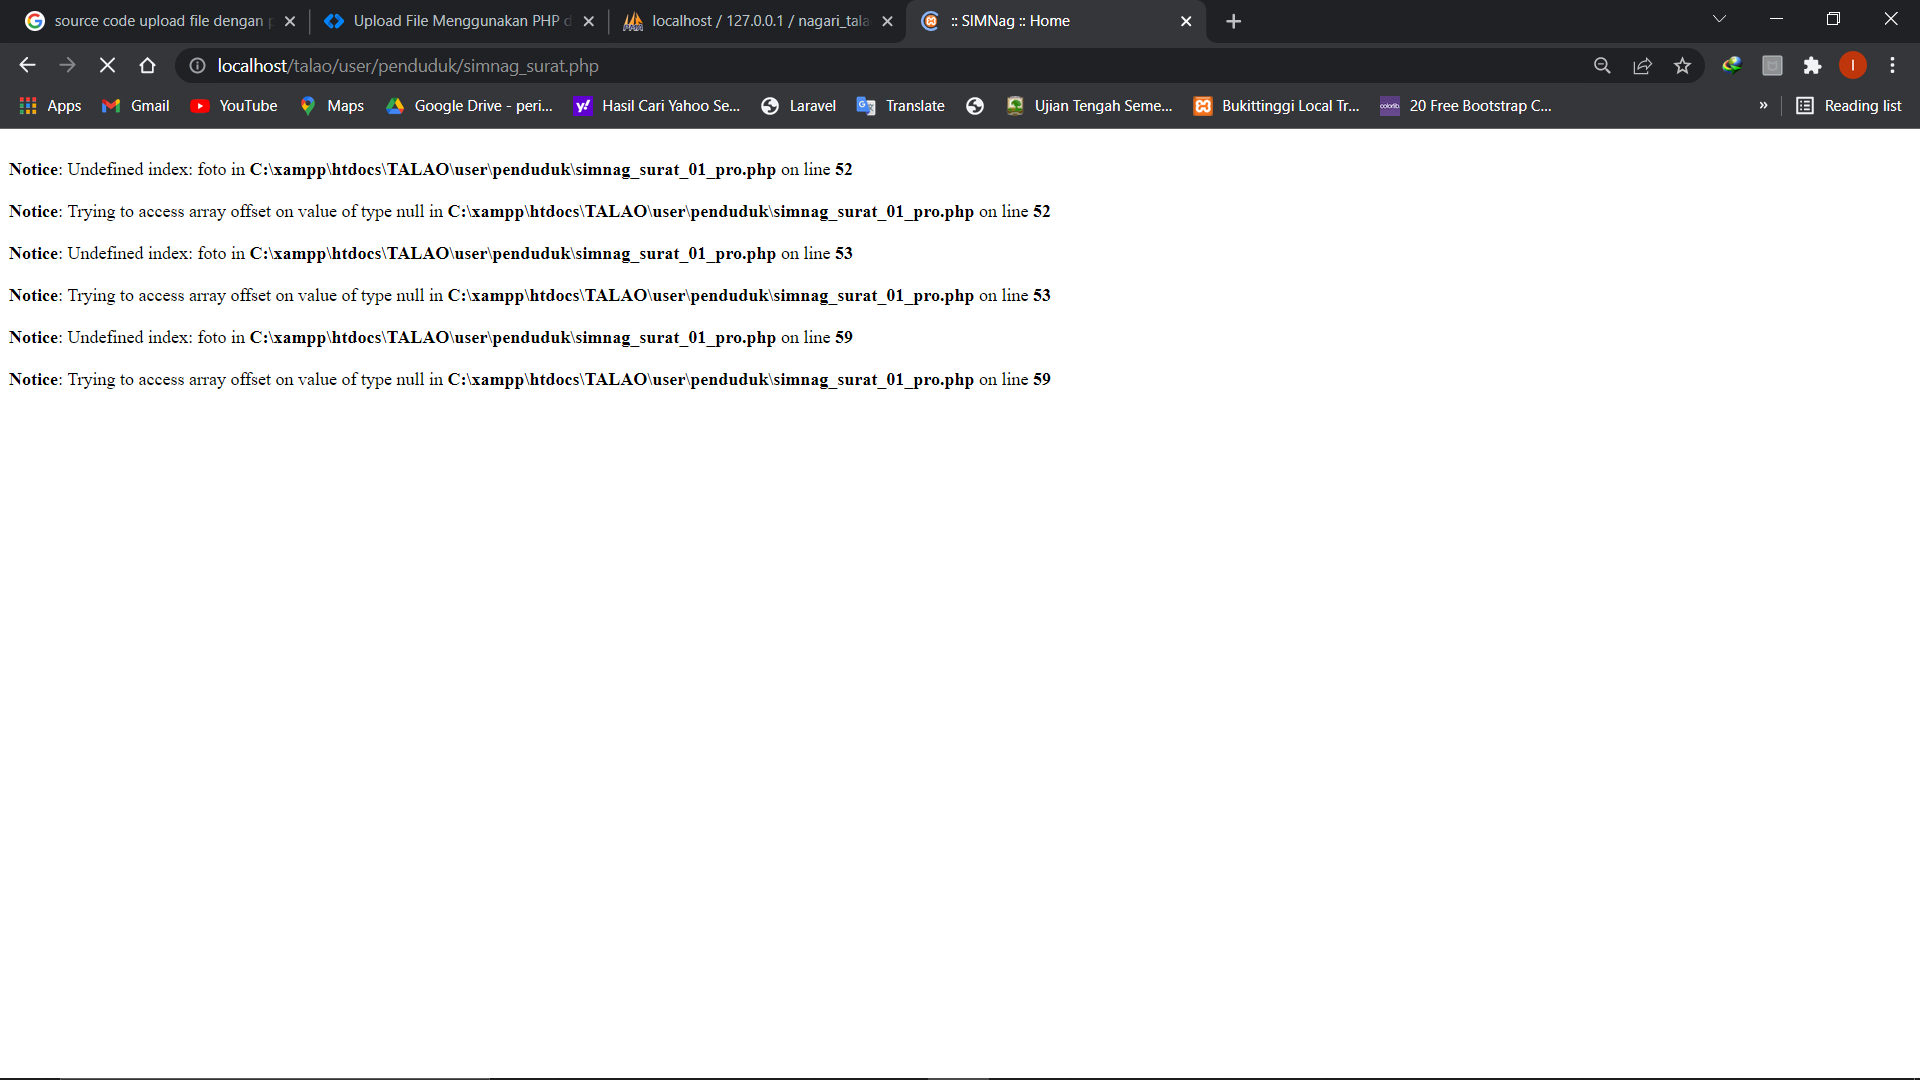 source code upload file dengan p
Upload File Menggunakan PHP d
localhost / 127.0.0.1 / nagari_tala
:: SIMNag :: Home
localhost/talao/user/penduduk/simnag_surat.php
I
Apps
Gmail
YouTube
Maps
Google Drive - peri...
Hasil Cari Yahoo Se...
Laravel
Translate
Ujian Tengah Seme...
Bukittinggi Local Tr...
20 Free Bootstrap C...
»
Reading list
Notice: Undefined index: foto in C:\xampp\htdocs\TALAO\user\penduduk\simnag_surat_01_pro.php on line 52
Notice: Trying to access array offset on value of type null in C:\xampp\htdocs\TALAO\user\penduduk\simnag_surat_01_pro.php on line 52
Notice: Undefined index: foto in C:\xampp\htdocs\TALAO\user\penduduk\simnag_surat_01_pro.php on line 53
Notice: Trying to access array offset on value of type null in C:\xampp\htdocs\TALAO\user\penduduk\simnag_surat_01_pro.php on line 53
Notice: Undefined index: foto in C:\xampp\htdocs\TALAO\user\penduduk\simnag_surat_01_pro.php on line 59
Notice: Trying to access array offset on value of type null in C:\xampp\htdocs\TALAO\user\penduduk\simnag_surat_01_pro.php on line 59